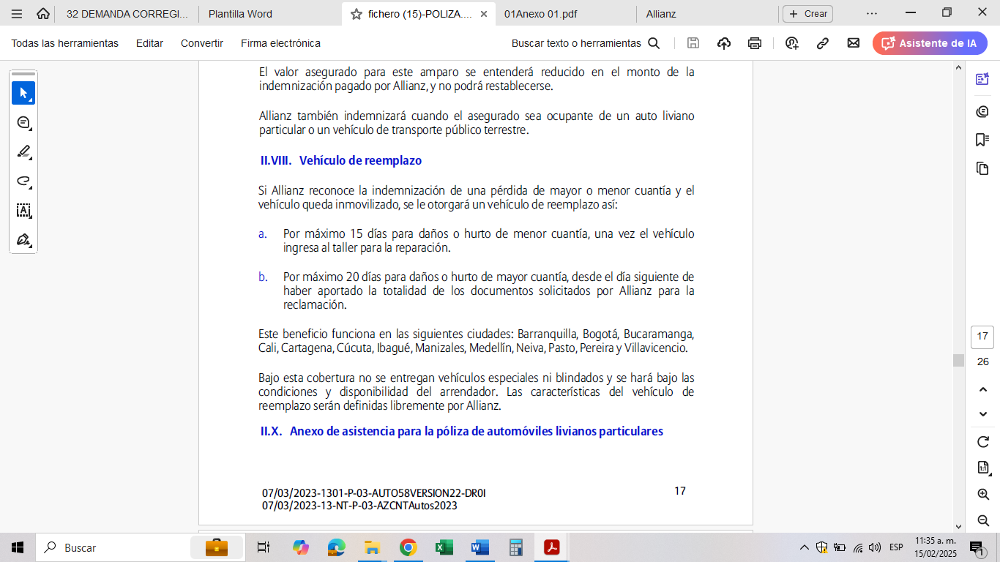 32 DEMANDA CORREGI...
Plantilla Word
fichero (15)-POLIZA....
01Anexo 01.pdf
Allianz
Crear
Todas las herramientas
Editar
Convertir
Firma electrónica
Buscar texto o herramientas
Asistente de IA
El valor asegurado para este amparo se entenderá reducido en el monto de la
indemnización pagado por Allianz, y no podrá restablecerse.
Allianz también indemnizará cuando el asegurado sea ocupante de un auto liviano
particular o un vehículo de transporte público terrestre.
II.VIII. Vehículo de reemplazo
Si Allianz reconoce la indemnización de una pérdida de mayor o menor cuantía y el
vehículo queda inmovilizado, se le otorgará un vehículo de reemplazo así:
a. Por máximo 15 días para daños o hurto de menor cuantía, una vez el vehículo
ingresa al taller para la reparación.
b. Por máximo 20 días para daños o hurto de mayor cuantía, desde el día siguiente de
haber aportado la totalidad de los documentos solicitados por Allianz para la
reclamación.
Este beneficio funciona en las siguientes ciudades: Barranquilla, Bogotá, Bucaramanga,
Cali, Cartagena, Cúcuta, Ibagué, Manizales, Medellín, Neiva, Pasto, Pereira y Villavicencio.
Bajo esta cobertura no se entregan vehículos especiales ni blindados y se hará bajo las
condiciones y disponibilidad del arrendador. Las características del vehículo de
reemplazo serán definidas libremente por Allianz.
II.X. Anexo de asistencia para la póliza de automóviles livianos particulares
07/03/2023-1301-P-03-AUTO58VERSION22-DR0I
07/03/2023-13-NT-P-03-AZCNTAutos2023
17
17
26
1:1
Buscar
ESP
11:35 a. m.
15/02/2025
1